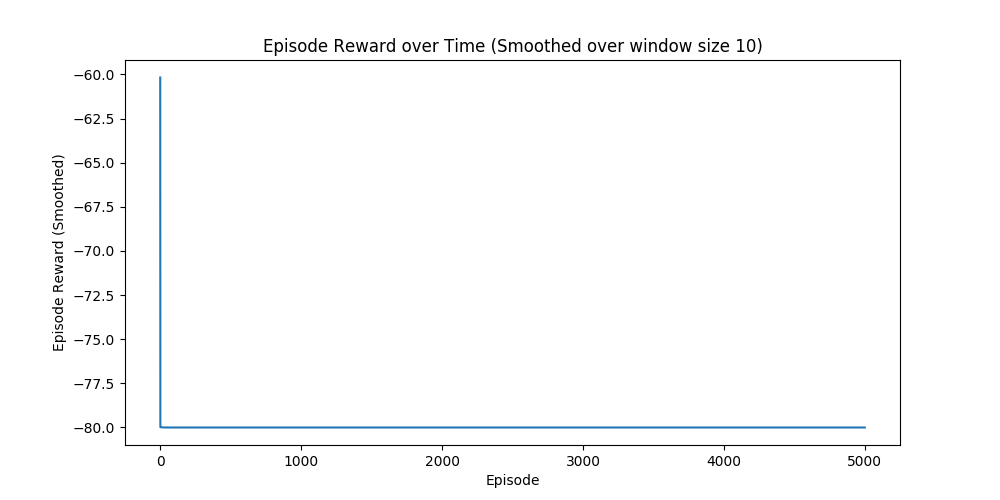 Episode Reward over Time (Smoothed over window size 10)
Episode Reward (Smoothed)
−60.0
−62.5
−65.0
−67.5
−70.0
−72.5
−75.0
−77.5
−80.0
0 1000 2000 3000 4000 5000
Episode